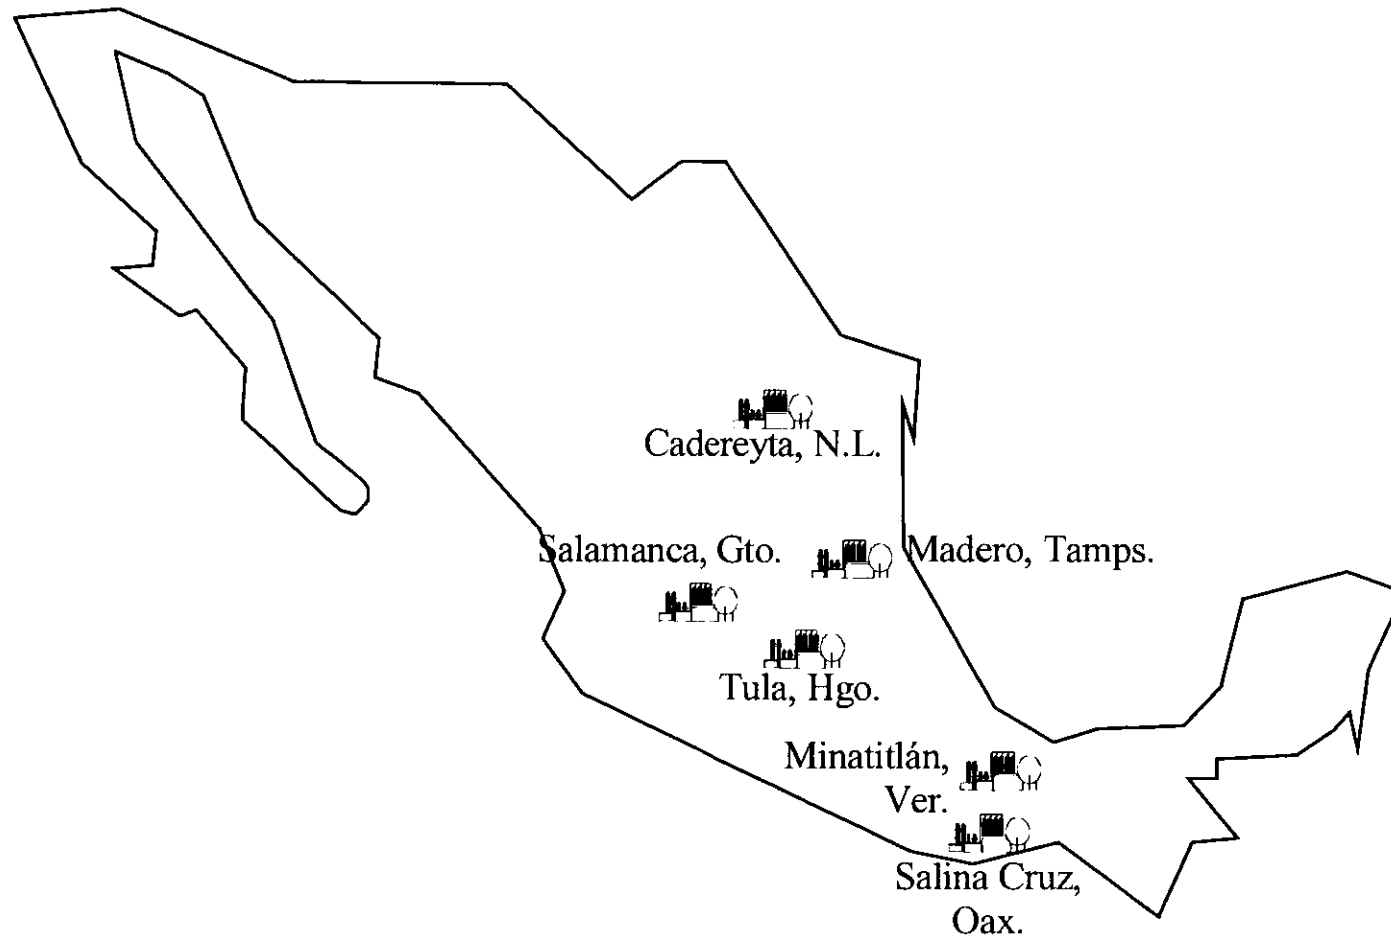 Cadereyta, N.L.
Salamanca, Gto.
Madero, Tamps.
Tula, Hgo.
Minatitlán,
Ver.
Salina Cruz,
Oax.